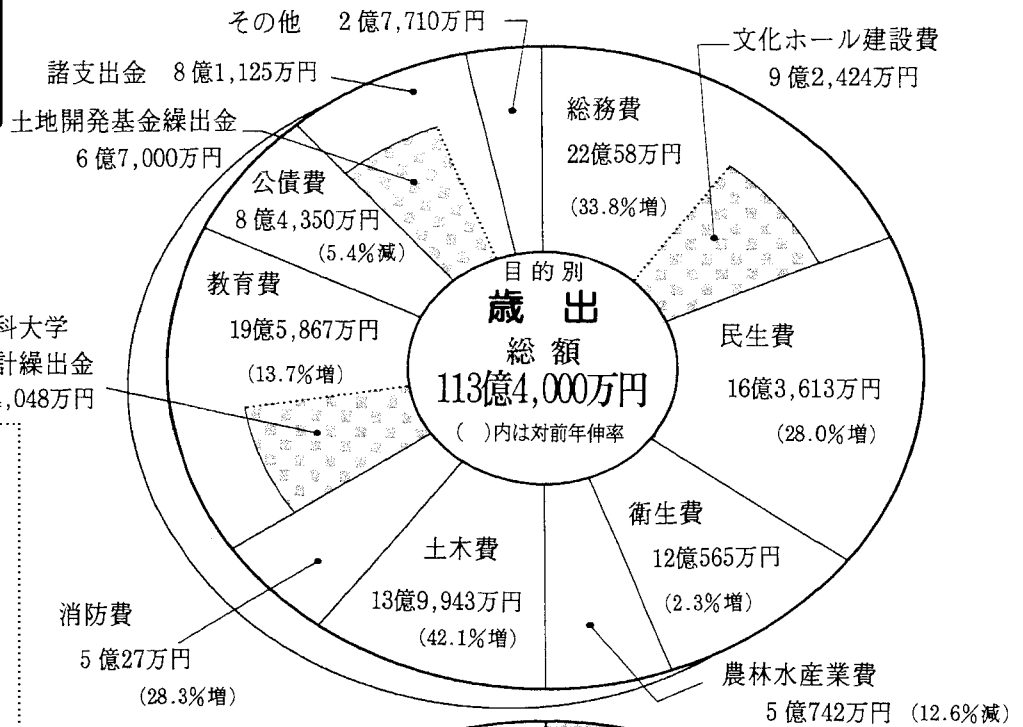 その他 2億7,710万円
文化ホール建設費
9億2,424万円
諸支出金 8億1,125万円
土地開発基金繰出金
6億7,000万円
総務費
22億58万円
(33.8%増)
公債費
8億4,350万円
(5.4%減)
教育費
19億5,867万円
(13.7%増)
科大学
計繰出金
,048万円
目的別
歳出
総額
113億4,000万円
( )内は対前年伸率
民生費
16億3,613万円
(28.0%増)
衛生費
12億565万円
(2.3%増)
土木費
13億9,943万円
(42.1%増)
消防費
5億27万円
(28.3%増)
農林水産業費
5億742万円 (12.6%減)